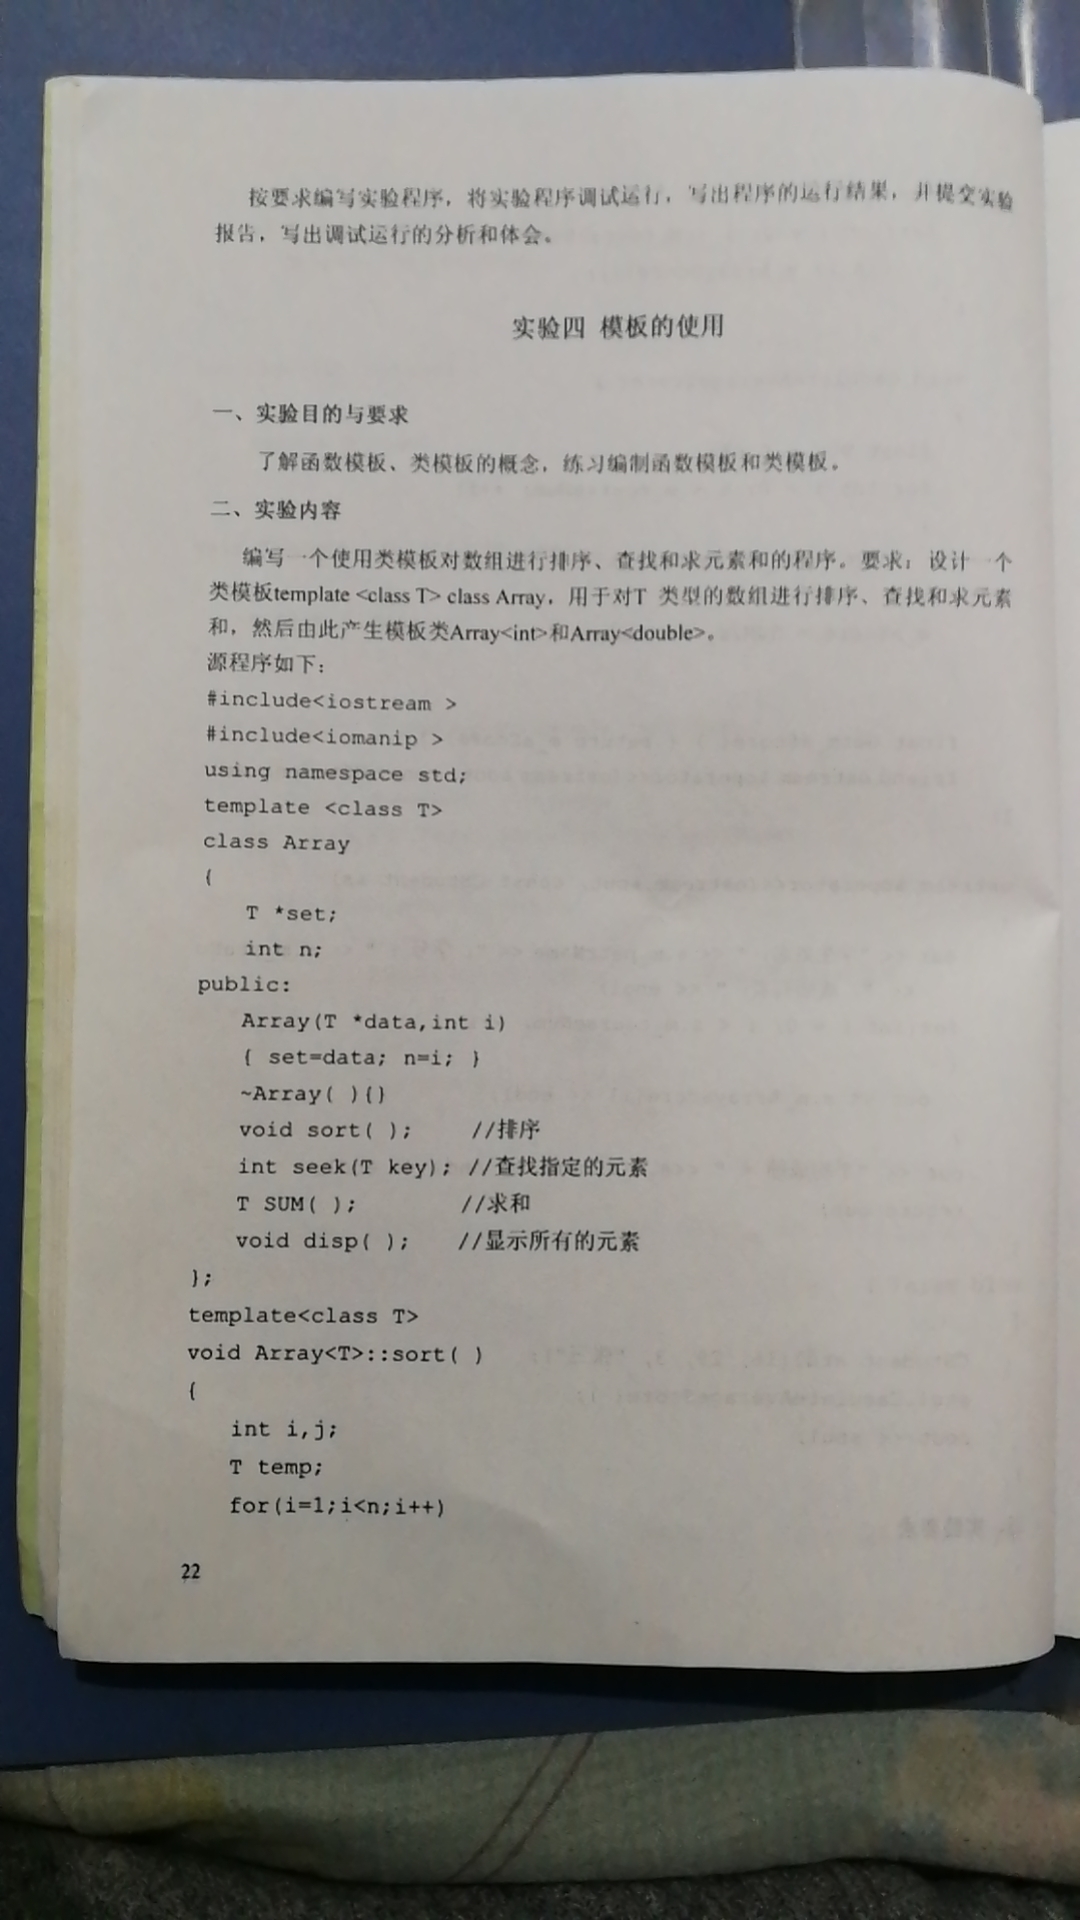 按要求编写实验程序，将实验程序调试运行，写出程序的运行结果，并提交实验
报告，写出调试运行的分析和体会。
实验四 模板的使用
一、实验目的与要求
了解函数模板、类模板的概念，练习编制函数模板和类模板。
二、实验内容
编写一个使用类模板对数组进行排序、查找和求元素和的程序。要求：设计一个
类模板template <class T> class Array，用于对T 类型的数组进行排序、查找和求元素
和，然后由此产生模板类Array<int>和Array<double>。
源程序如下：
#include<iostream >
#include<iomanip >
using namespace std;
template <class T>
class Array
{
T *set;
int n;
public:
Array(T *data,int i)
{ set=data; n=i; }
~Array( ){}
void sort( ); //排序
int seek(T key); //查找指定的元素
T SUM( ); //求和
void disp( ); //显示所有的元素
};
template<class T>
void Array<T>::sort( )
{
int i,j;
T temp;
for(i=1;i<n;i++)
22